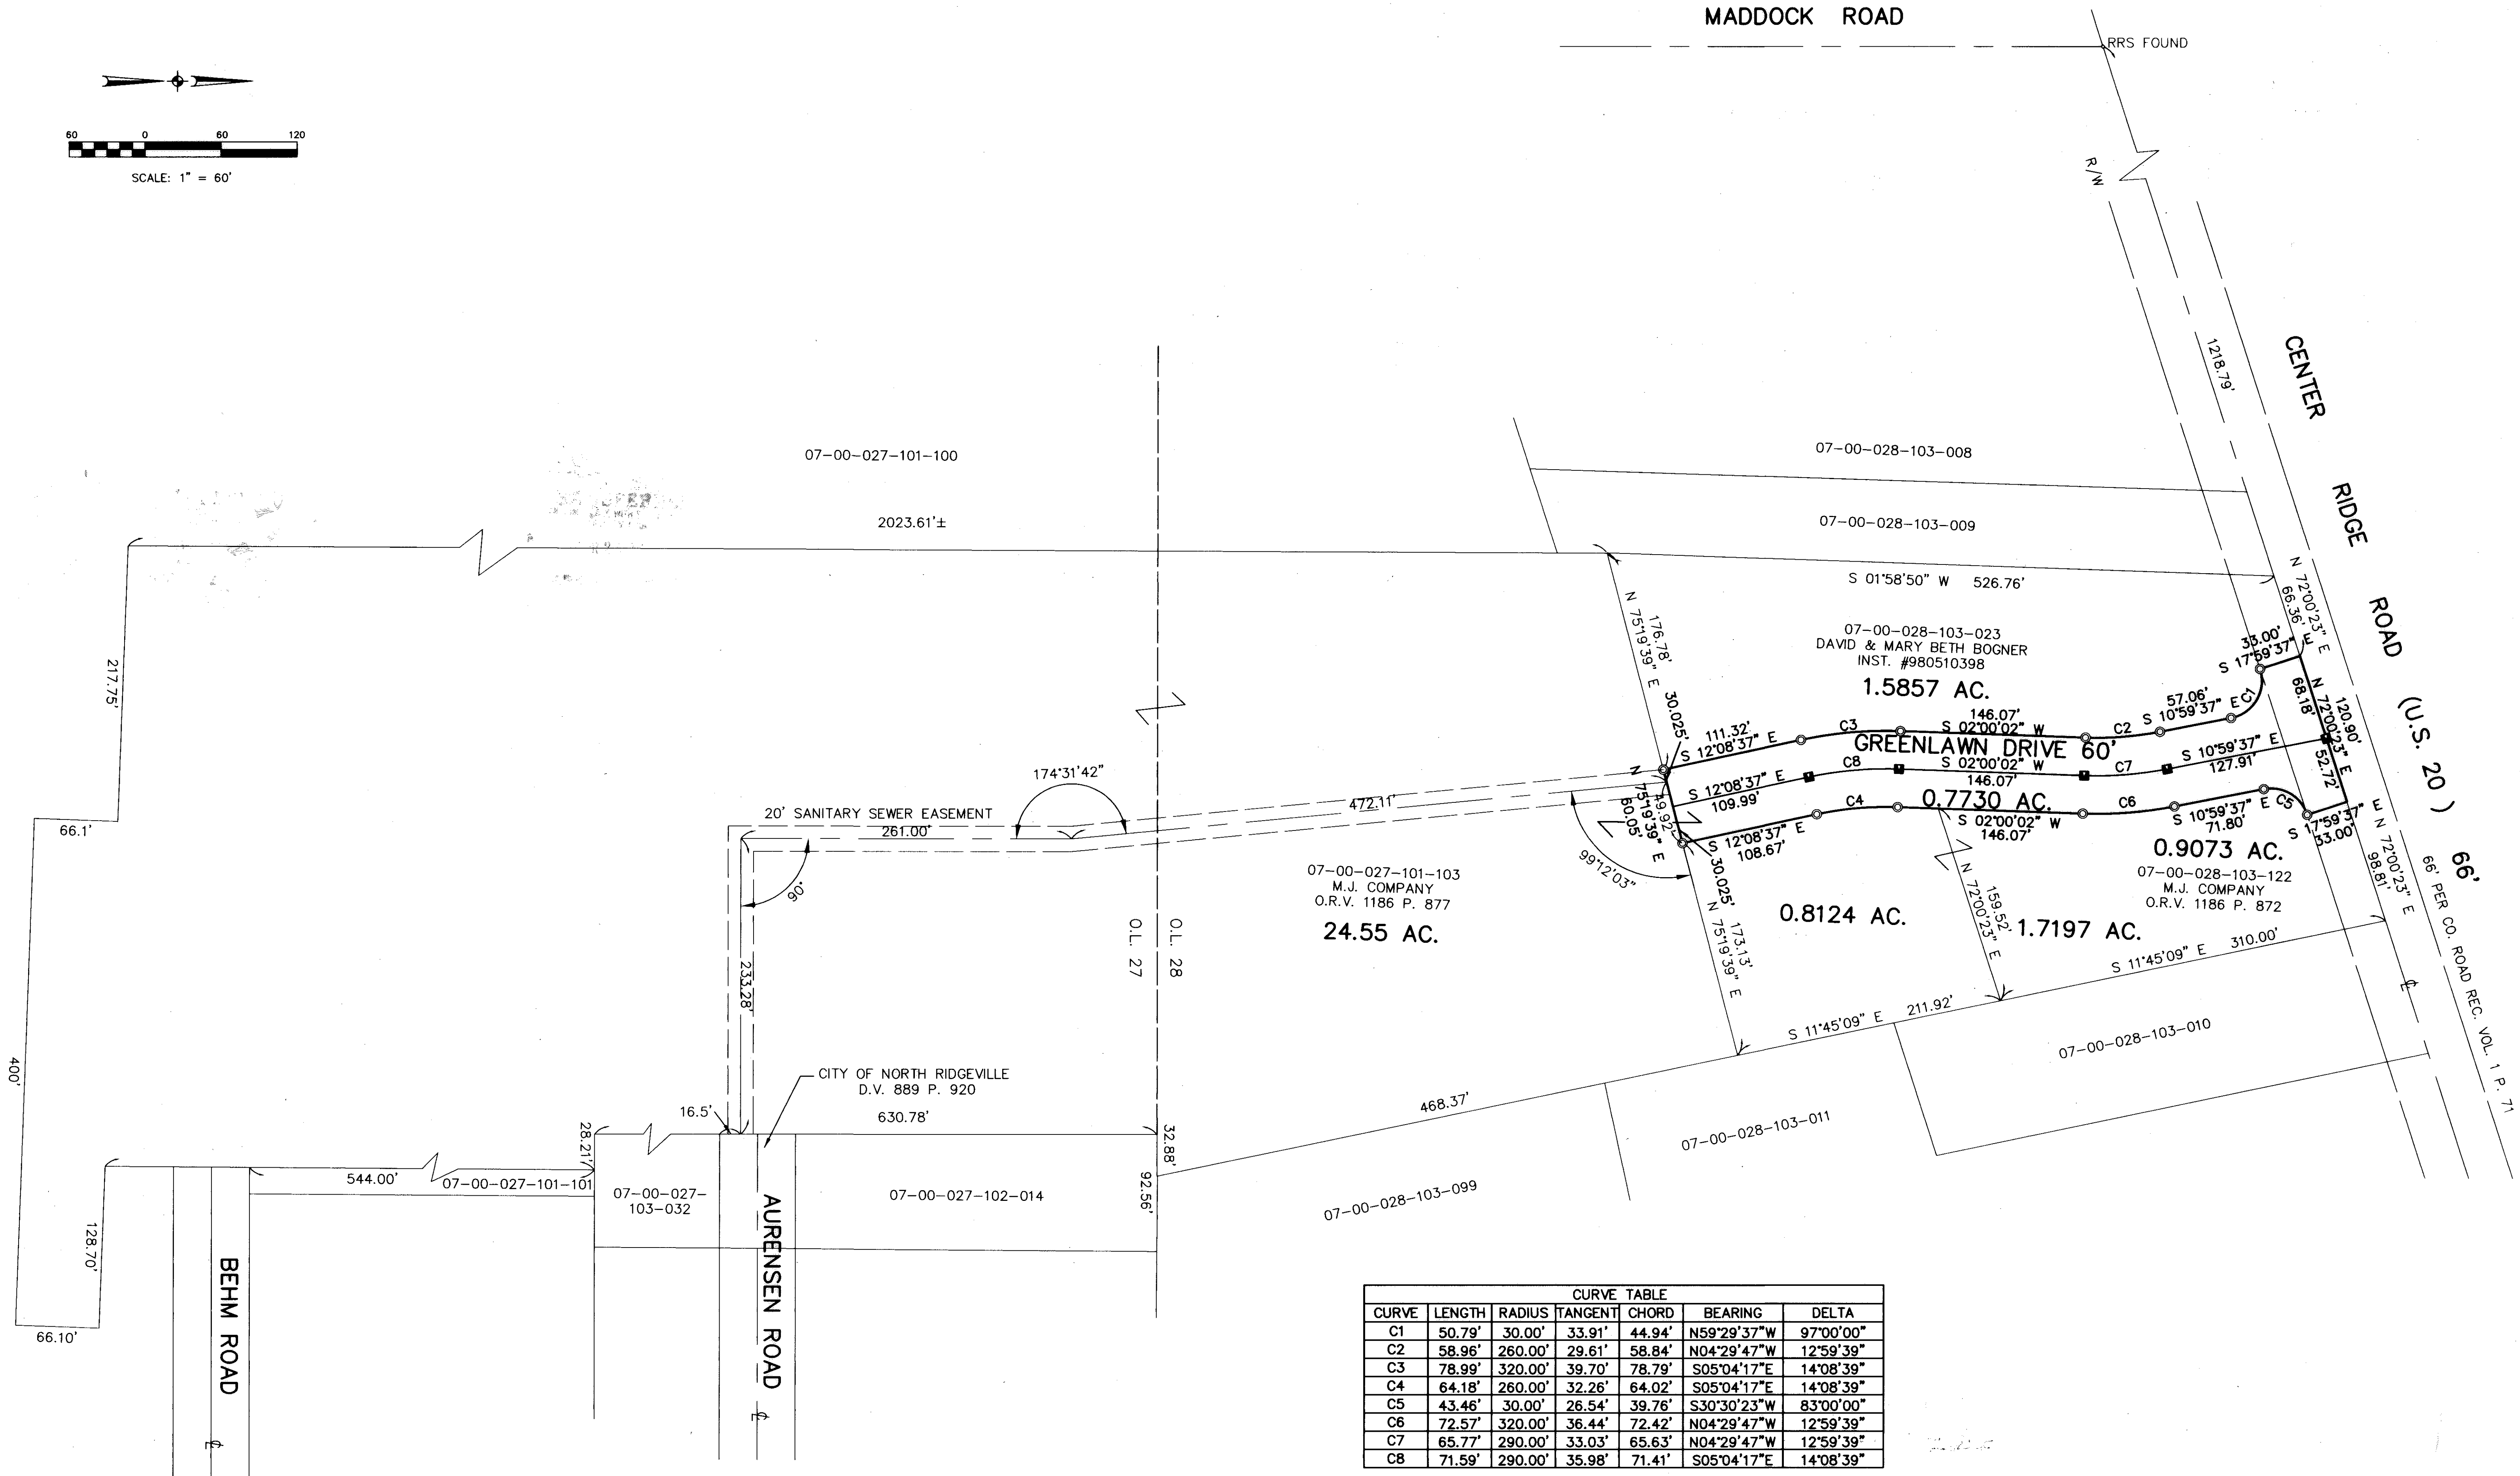 MADDOCK ROAD
RRS FOUND
60 0 60 120
SCALE: 1" = 60'
R/W
1218.79'
CENTER RIDGE ROAD (U.S. 20) 66'
66' PER CO. ROAD REC. VOL. 1 P. 71
07-00-027-101-100
2023.61'±
07-00-028-103-008
07-00-028-103-009
S 01°58'50" W 526.76'
N 72°00'23" E
66.36'
07-00-028-103-023
DAVID & MARY BETH BOGNER
INST. #980510398
1.5857 AC.
176.78'
N 75°19'39" E
33.00'
S 17°59'37" E
C1
N 72°00'23" E
68.18'
120.90'
N 72°00'23" E
52.72'
57.06'
S 10°59'37" E
C2
146.07'
S 02°00'02" W
C3
111.32'
S 12°08'37" E
30.025'
GREENLAWN DRIVE 60'
S 10°59'37" E
127.91'
C7
S 02°00'02" W
146.07'
C8
S 12°08'37" E
109.99'
49.92'
N 75°19'39" E
60.05'
0.7730 AC.
C4
S 02°00'02" W
146.07'
C6
S 10°59'37" E
71.80'
C5
S 17°59'37" E
33.00'
S 12°08'37" E
108.67'
30.025'
173.13'
N 75°19'39" E
N 72°00'23" E
98.81'
0.9073 AC.
07-00-028-103-122
M.J. COMPANY
O.R.V. 1186 P. 872
1.7197 AC.
0.8124 AC.
159.52'
N 72°00'23" E
S 11°45'09" E 310.00'
S 11°45'09" E 211.92'
07-00-028-103-010
07-00-028-103-011
07-00-028-103-099
468.37'
174°31'42"
472.11'
20' SANITARY SEWER EASEMENT
261.00'
90°
99°12'03"
233.28'
07-00-027-101-103
M.J. COMPANY
O.R.V. 1186 P. 877
24.55 AC.
O.L. 28
O.L. 27
217.75'
66.1'
400'
66.10'
128.70'
CITY OF NORTH RIDGEVILLE
D.V. 889 P. 920
16.5'
630.78'
28.21'
32.88'
92.56'
544.00'
07-00-027-101-101
07-00-027-
103-032
07-00-027-102-014
BEHM ROAD
AURENSEN ROAD
CURVE TABLE
CURVE LENGTH RADIUS TANGENT CHORD BEARING DELTA
C1 50.79' 30.00' 33.91' 44.94' N59°29'37"W 97°00'00"
C2 58.96' 260.00' 29.61' 58.84' N04°29'47"W 12°59'39"
C3 78.99' 320.00' 39.70' 78.79' S05°04'17"E 14°08'39"
C4 64.18' 260.00' 32.26' 64.02' S05°04'17"E 14°08'39"
C5 43.46' 30.00' 26.54' 39.76' S30°30'23"W 83°00'00"
C6 72.57' 320.00' 36.44' 72.42' N04°29'47"W 12°59'39"
C7 65.77' 290.00' 33.03' 65.63' N04°29'47"W 12°59'39"
C8 71.59' 290.00' 35.98' 71.41' S05°04'17"E 14°08'39"